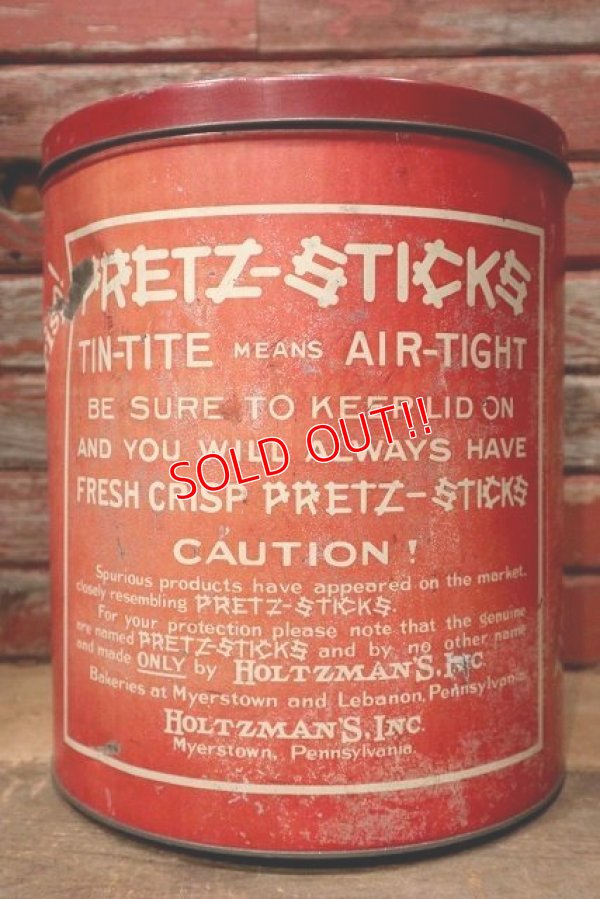 PRETZ-STICKS
TIN-TITE MEANS AIR-TIGHT
BE SURE TO KEEP LID ON
AND YOU WILL ALWAYS HAVE
FRESH CRISP PRETZ-STICKS
SOLD OUT!!
CAUTION!
Spurious products have appeared on the market,
closely resembling PRETZ-STICKS.
For your protection please note that the genuine
are named PRETZ-STICKS and by no other name
and made ONLY by HOLTZMAN'S, INC.
Bakeries at Myerstown and Lebanon, Pennsylvania
HOLTZMAN'S, INC.
Myerstown, Pennsylvania.